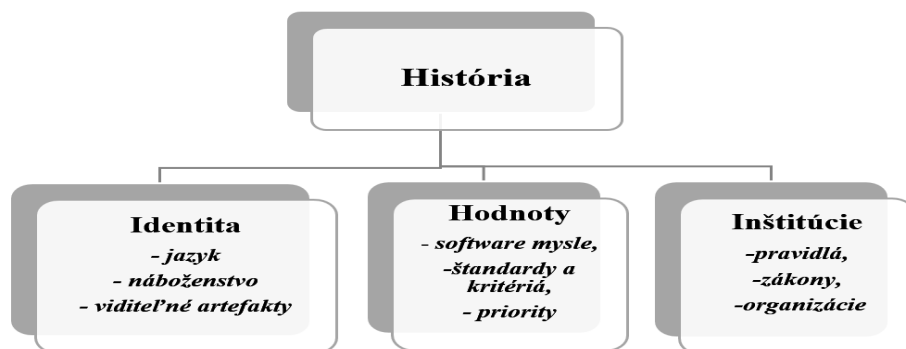 História
Identita
- jazyk
- náboženstvo
- viditeľné artefakty
Hodnoty
- software mysle,
-štandardy a
kritériá,
- priority
Inštitúcie
-pravidlá,
-zákony,
-organizácie